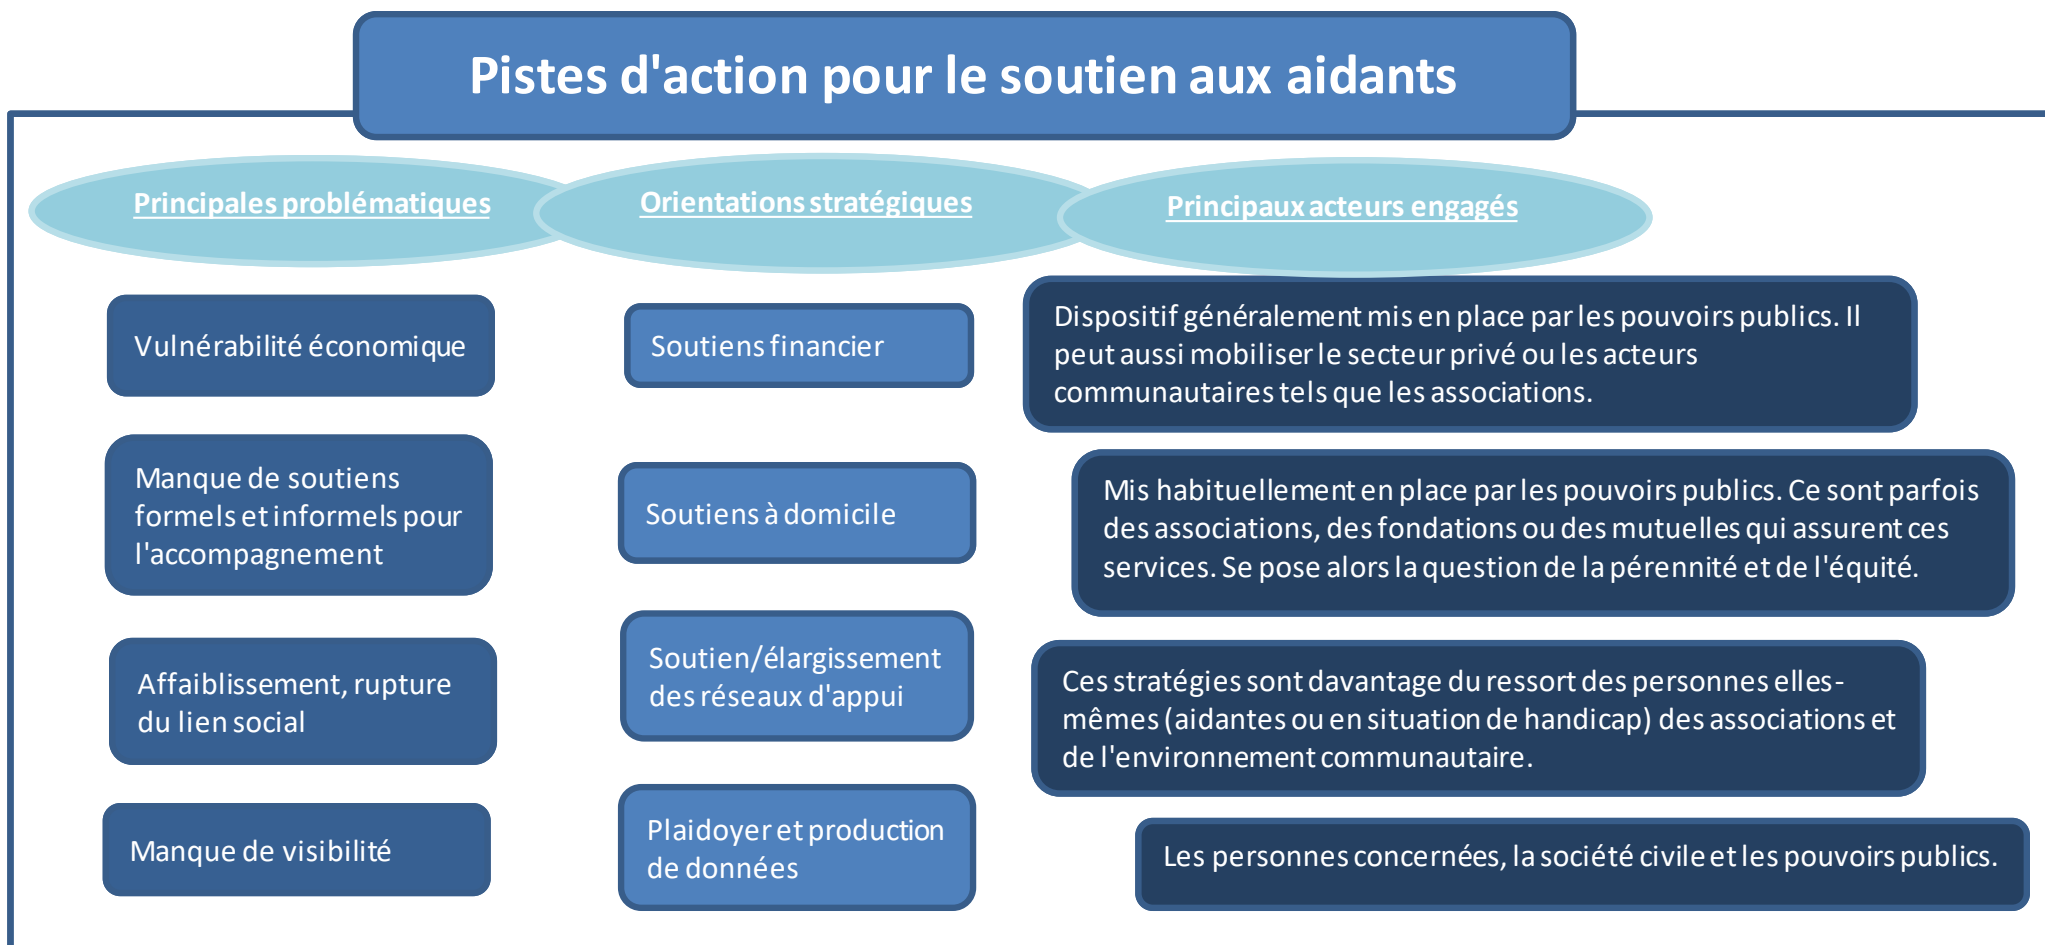 Pistes d'action pour le soutien aux aidants
Principales problématiques
Orientations stratégiques
Principaux acteurs engagés
Vulnérabilité économique
Soutiens financier
Dispositif généralement mis en place par les pouvoirs publics. Il
peut aussi mobiliser le secteur privé ou les acteurs
communautaires tels que les associations.
Manque de soutiens
formels et informels pour
l'accompagnement
Soutiens à domicile
Mis habituellement en place par les pouvoirs publics. Ce sont parfois
des associations, des fondations ou des mutuelles qui assurent ces
services. Se pose alors la question de la pérennité et de l'équité.
Affaiblissement, rupture
du lien social
Soutien/élargissement
des réseaux d'appui
Ces stratégies sont davantage du ressort des personnes elles-
mêmes (aidantes ou en situation de handicap) des associations et
de l'environnement communautaire.
Manque de visibilité
Plaidoyer et production
de données
Les personnes concernées, la société civile et les pouvoirs publics.